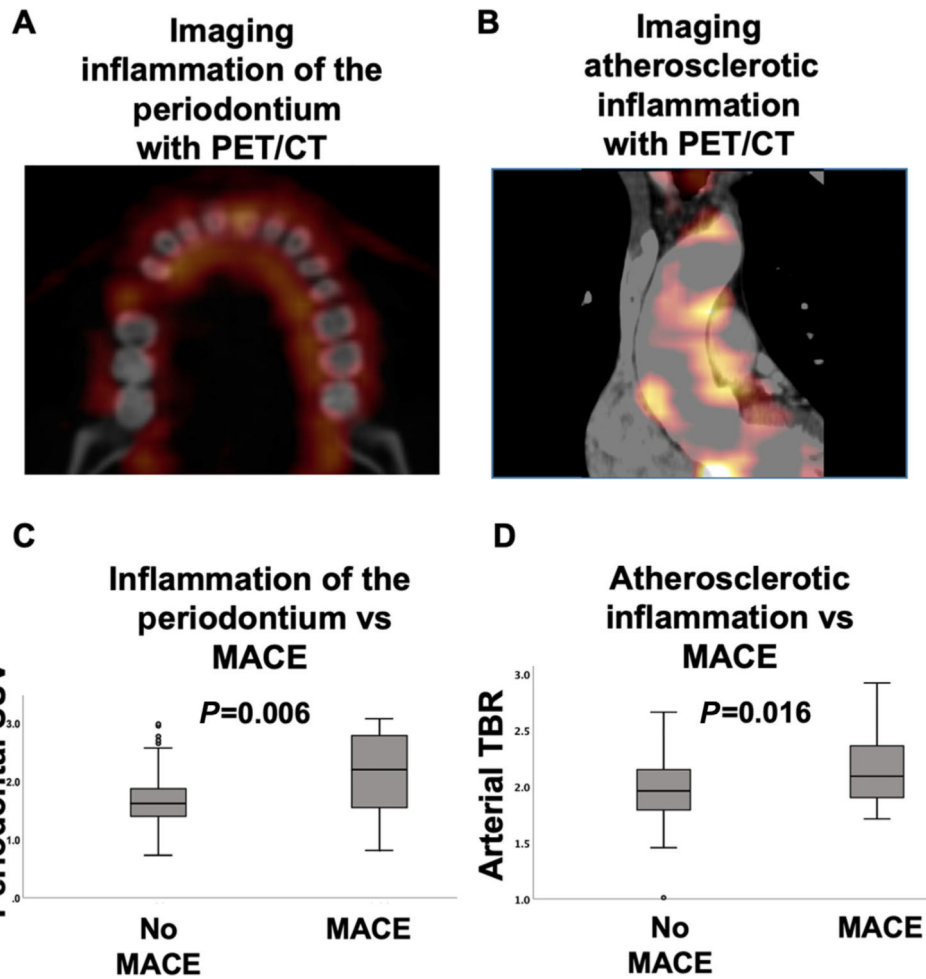 A
Imaging
inflammation of the
periodontium
with PET/CT
B
Imaging
atherosclerotic
inflammation
with PET/CT
C
Inflammation of the
periodontium vs
MACE
P=0.006
3.0
2.0
1.0
.0
No
MACE
MACE
D
Atherosclerotic
inflammation vs
MACE
P=0.016
Arterial TBR
3.0
2.5
2.0
1.5
1.0
No
MACE
MACE